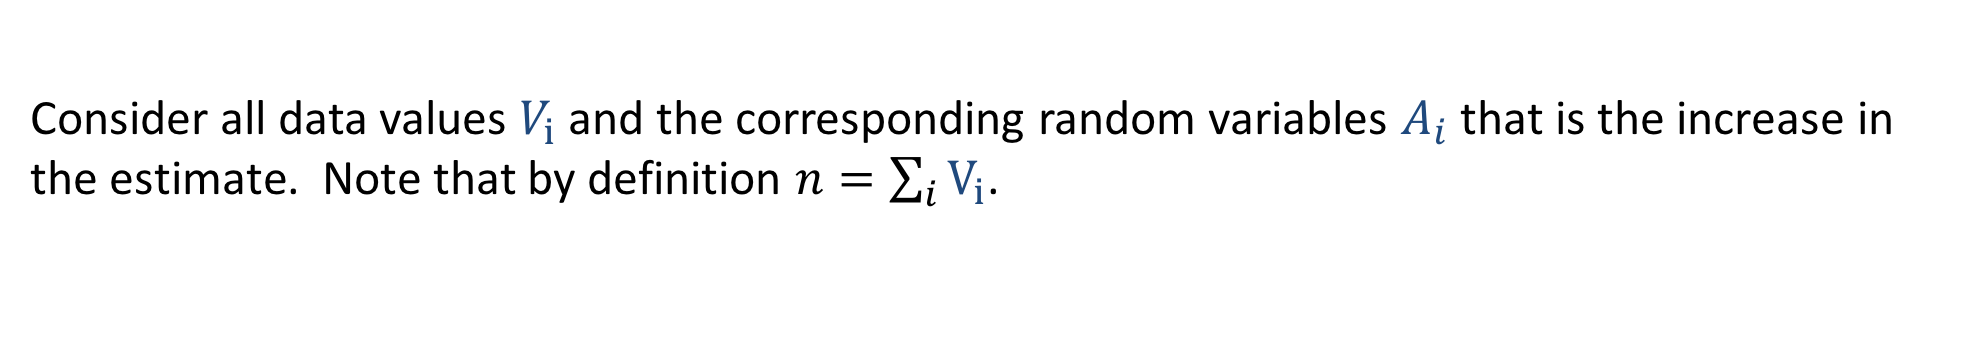 Consider all data values Vᵢ and the corresponding random variables Aᵢ that is the increase in
the estimate.  Note that by definition n = ∑ᵢ Vᵢ.